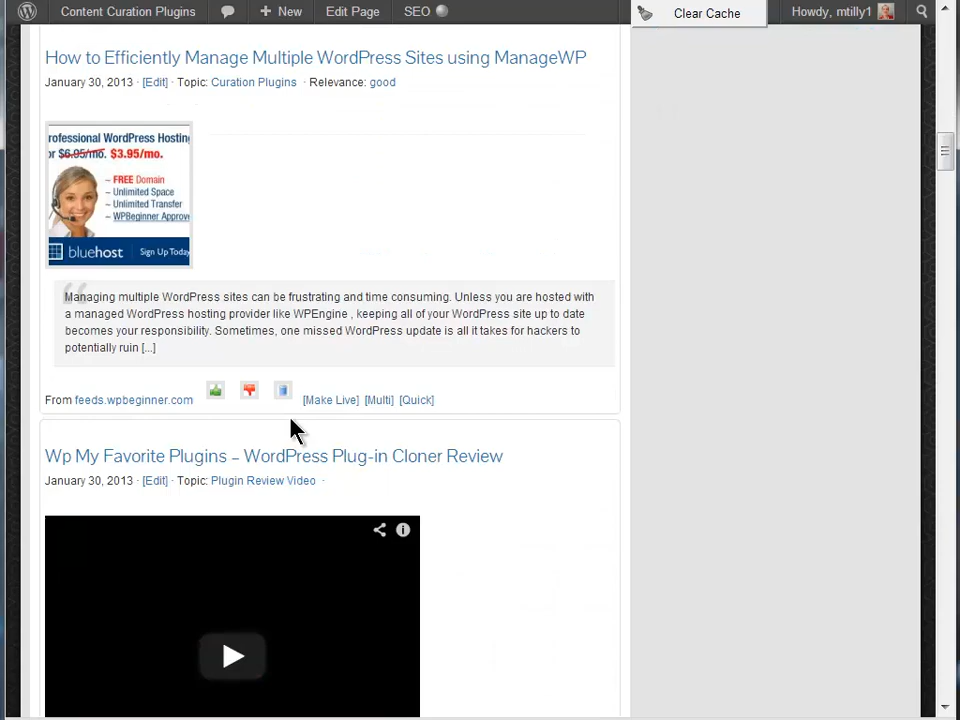 Content Curation Plugins + New Edit Page SEO Clear Cache Howdy, mtilly1
How to Efficiently Manage Multiple WordPress Sites using ManageWP
January 30, 2013 · [Edit] · Topic: Curation Plugins · Relevance: good
rofessional WordPress Hosting
or $6.95/mo. $3.95/mo.
– FREE Domain
– Unlimited Space
– Unlimited Transfer
– WPBeginner Approve
bluehost Sign Up Today
Managing multiple WordPress sites can be frustrating and time consuming. Unless you are hosted with
a managed WordPress hosting provider like WPEngine , keeping all of your WordPress site up to date
becomes your responsibility. Sometimes, one missed WordPress update is all it takes for hackers to
potentially ruin [...]
From feeds.wpbeginner.com [Make Live] [Multi] [Quick]
Wp My Favorite Plugins – WordPress Plug-in Cloner Review
January 30, 2013 · [Edit] · Topic: Plugin Review Video ·